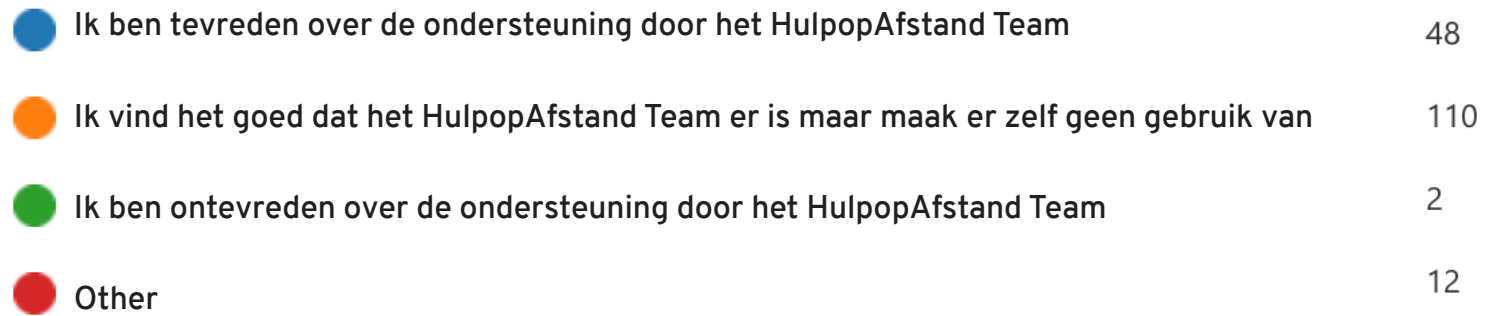 Ik ben tevreden over de ondersteuning door het HulpopAfstand Team 48
Ik vind het goed dat het HulpopAfstand Team er is maar maak er zelf geen gebruik van 110
Ik ben ontevreden over de ondersteuning door het HulpopAfstand Team 2
Other 12